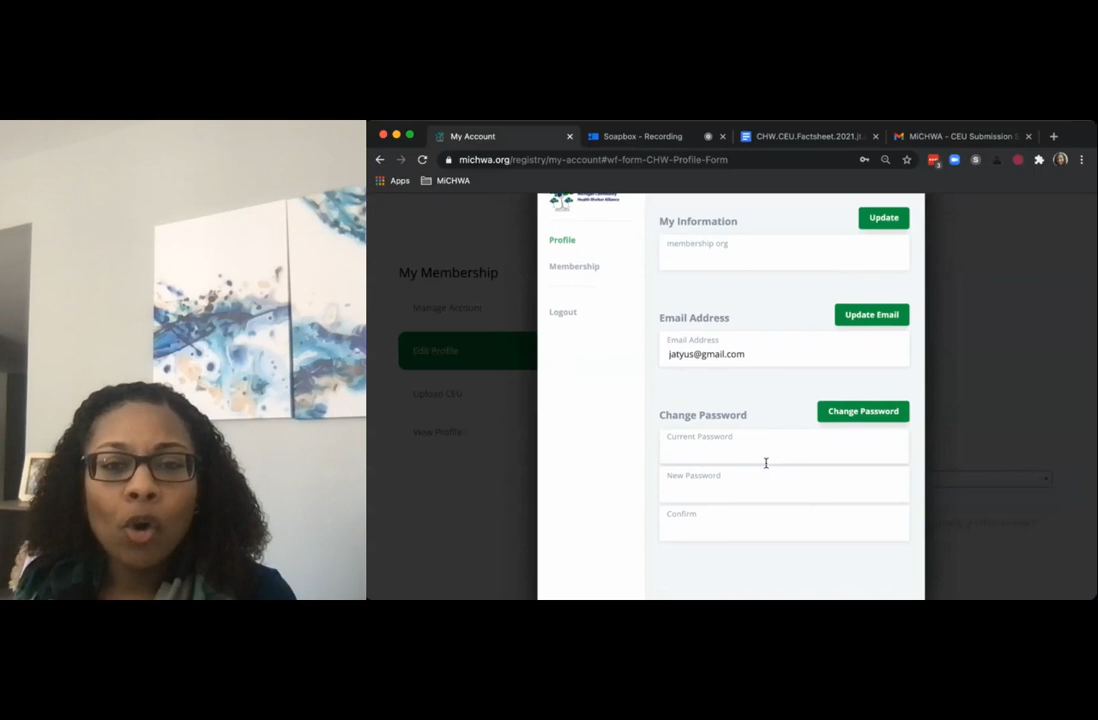 My Account
Soapbox - Recording
CHW.CEU.Factsheet.2021.
MiCHWA - CEU Submission
michwa.org/registry/my-account#wf-form-CHW-Profile-Form
Apps
MiCHWA
Health Worker Alliance
Profile
Membership
Logout
My Membership
Manage Account
Edit Profile
Upload CEU
View Profile
My Information
Update
membership org
Email Address
Update Email
Email Address
jatyus@gmail.com
Change Password
Change Password
Current Password
New Password
Confirm